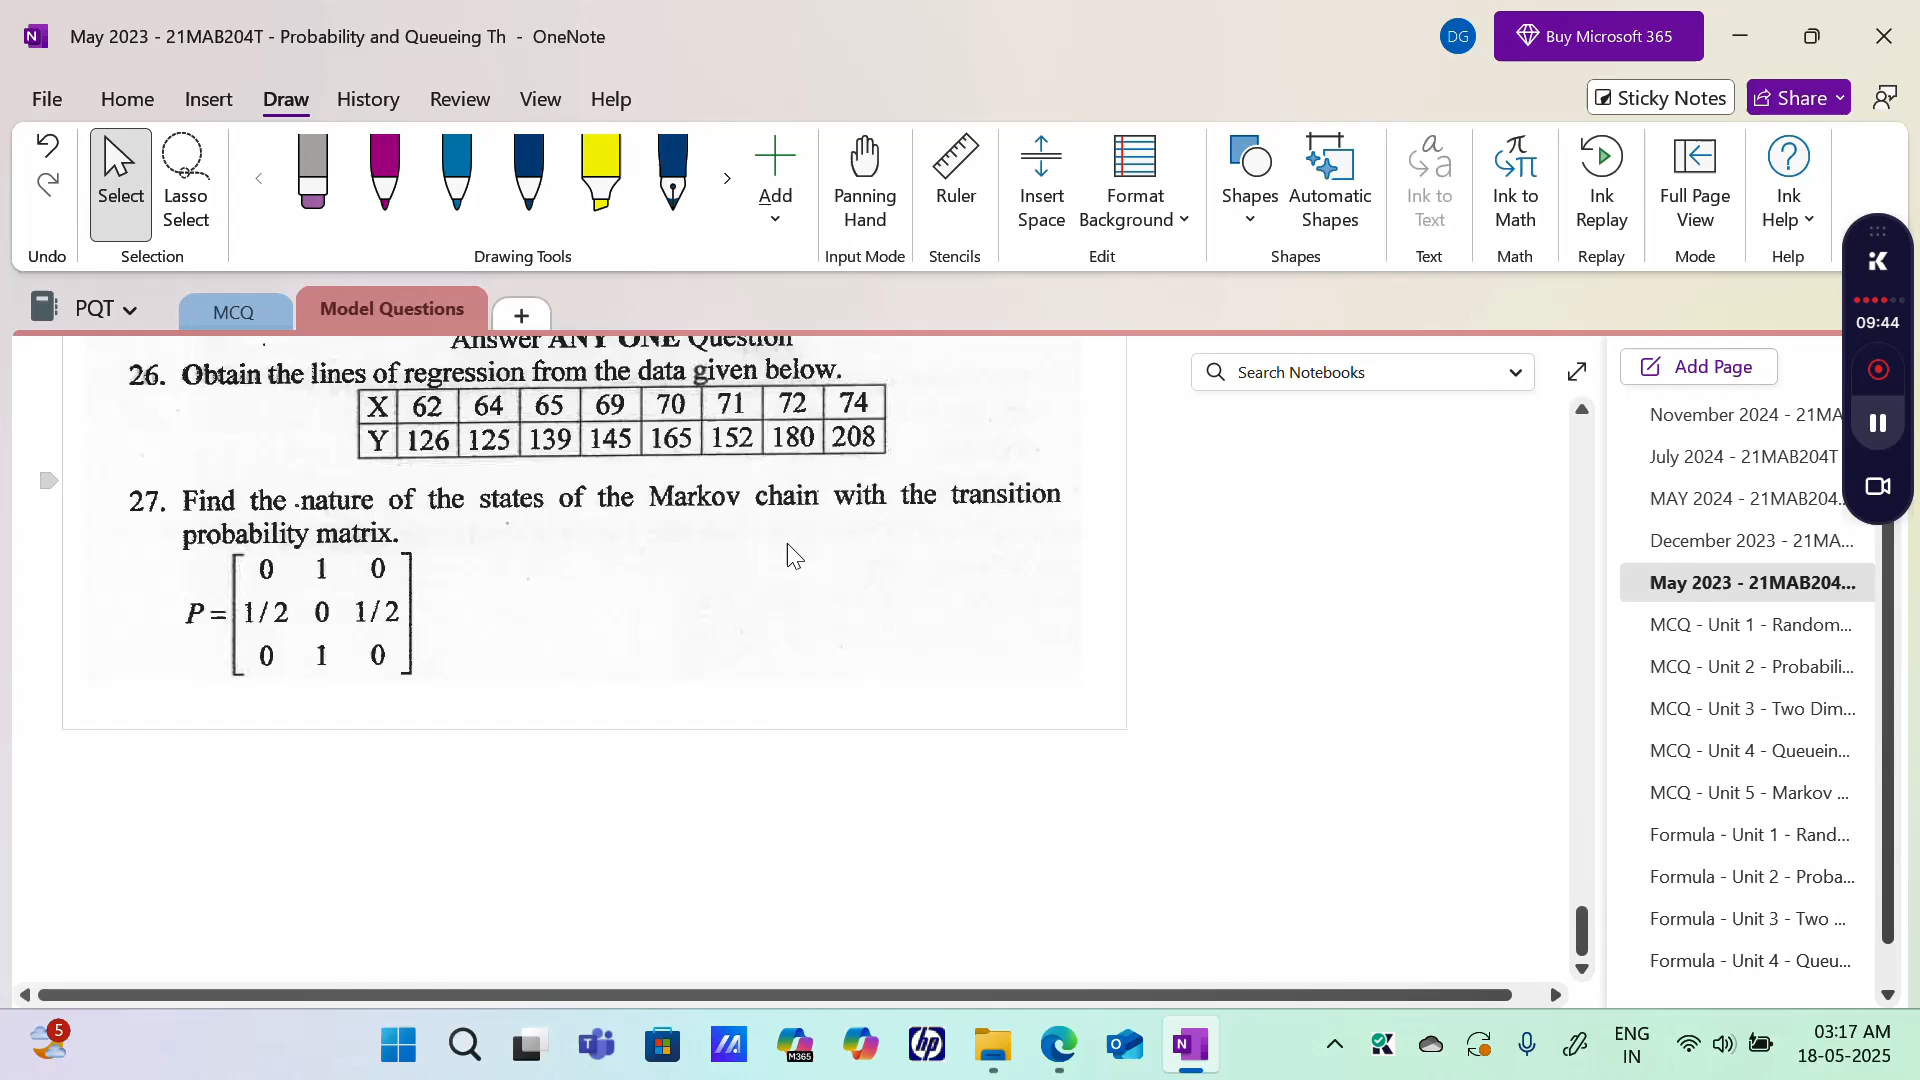 May 2023 - 21MAB204T - Probability and Queueing Th - OneNote
DG
Buy Microsoft 365
File Home Insert Draw History Review View Help
Sticky Notes
Share
Select
Lasso Select
Add
Panning Hand
Ruler
Insert Space
Format Background
Shapes
Automatic Shapes
Ink to Text
Ink to Math
Ink Replay
Full Page View
Ink Help
Undo
Selection
Drawing Tools
Input Mode
Stencils
Edit
Shapes
Text
Math
Replay
Mode
Help
09:44
PQT
MCQ
Model Questions
Search Notebooks
Add Page
Answer ANY ONE Question
26. Obtain the lines of regression from the data given below.
X 62 64 65 69 70 71 72 74
Y 126 125 139 145 165 152 180 208
27. Find the nature of the states of the Markov chain with the transition
probability matrix.
0 1 0
P = 1/2 0 1/2
0 1 0
November 2024 - 21MA
July 2024 - 21MAB204T
MAY 2024 - 21MAB204...
December 2023 - 21MA...
May 2023 - 21MAB204...
MCQ - Unit 1 - Random...
MCQ - Unit 2 - Probabili...
MCQ - Unit 3 - Two Dim...
MCQ - Unit 4 - Queuein...
MCQ - Unit 5 - Markov ...
Formula - Unit 1 - Rand...
Formula - Unit 2 - Proba...
Formula - Unit 3 - Two ...
Formula - Unit 4 - Queu...
5
M365
hp
N
ENG
IN
03:17 AM
18-05-2025